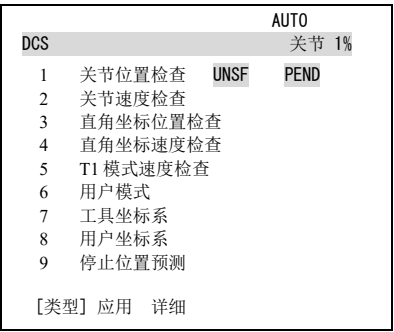 AUTO
DCS 关节 1%
1 关节位置检查 UNSF PEND
2 关节速度检查
3 直角坐标位置检查
4 直角坐标速度检查
5 T1 模式速度检查
6 用户模式
7 工具坐标系
8 用户坐标系
9 停止位置预测
[类型] 应用 详细